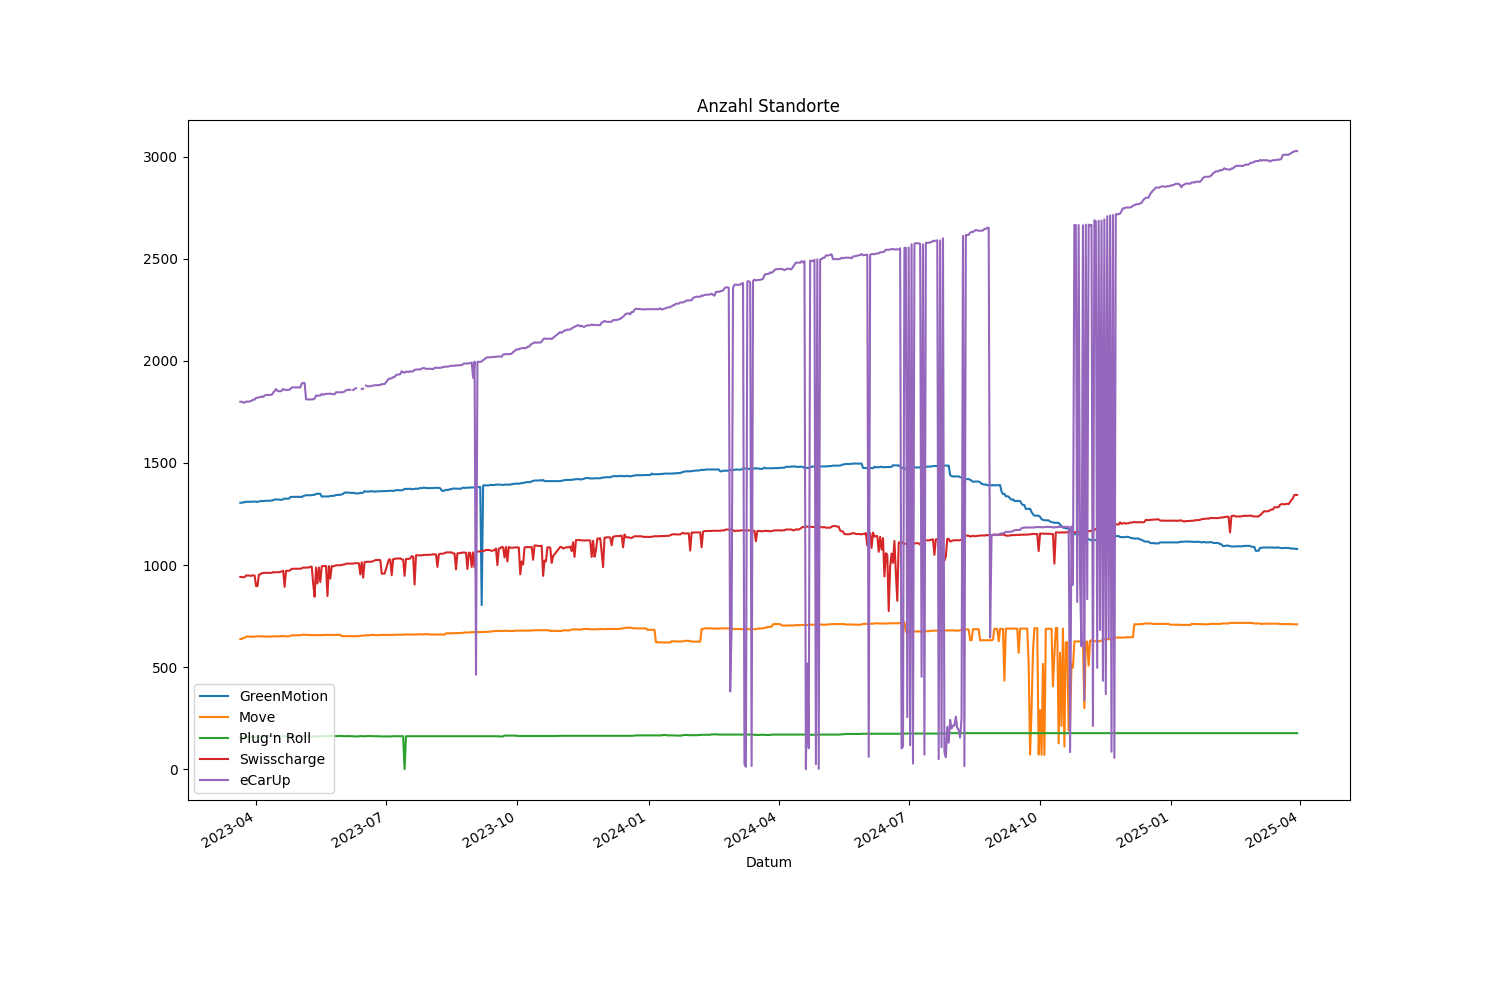 Anzahl Standorte
3000
2500
2000
1500
1000
500
0
GreenMotion
Move
Plug'n Roll
Swisscharge
eCarUp
2023-04
2023-07
2023-10
2024-01
2024-04
2024-07
2024-10
2025-01
2025-04
Datum